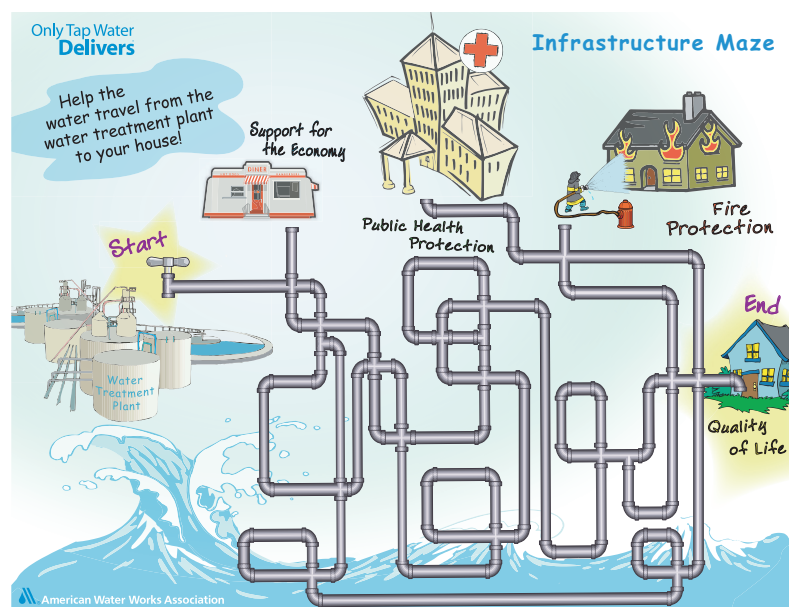 Only Tap Water
Delivers
Infrastructure Maze
Help the
water travel from the
water treatment plant
to your house!
Support for
the Economy
DINER
Public Health
Protection
Fire
Protection
Start
End
Water
Treatment
Plant
Quality
of Life
American Water Works Association